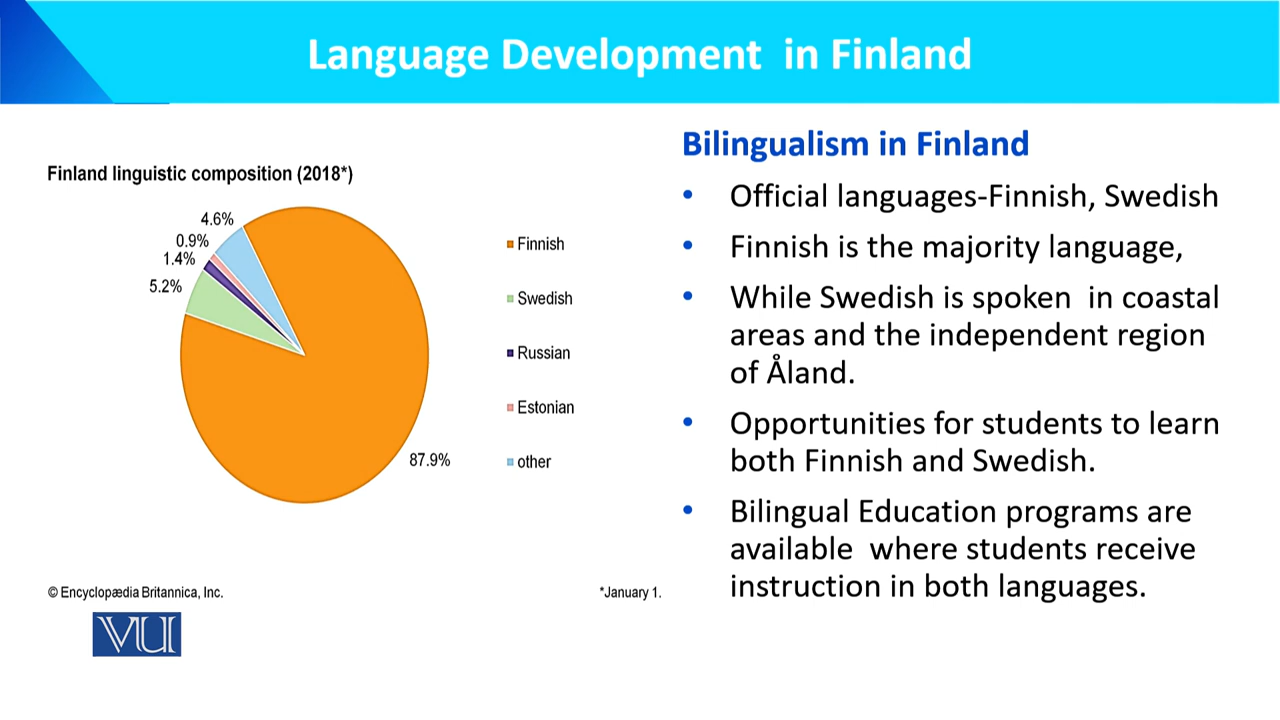 Language Development  in Finland
Finland linguistic composition (2018*)
4.6%
0.9%
1.4%
5.2%
87.9%
Finnish
Swedish
Russian
Estonian
other
© Encyclopædia Britannica, Inc.
*January 1.
VU
Bilingualism in Finland
• Official languages-Finnish, Swedish
• Finnish is the majority language,
• While Swedish is spoken  in coastal
areas and the independent region
of Åland.
• Opportunities for students to learn
both Finnish and Swedish.
• Bilingual Education programs are
available  where students receive
instruction in both languages.